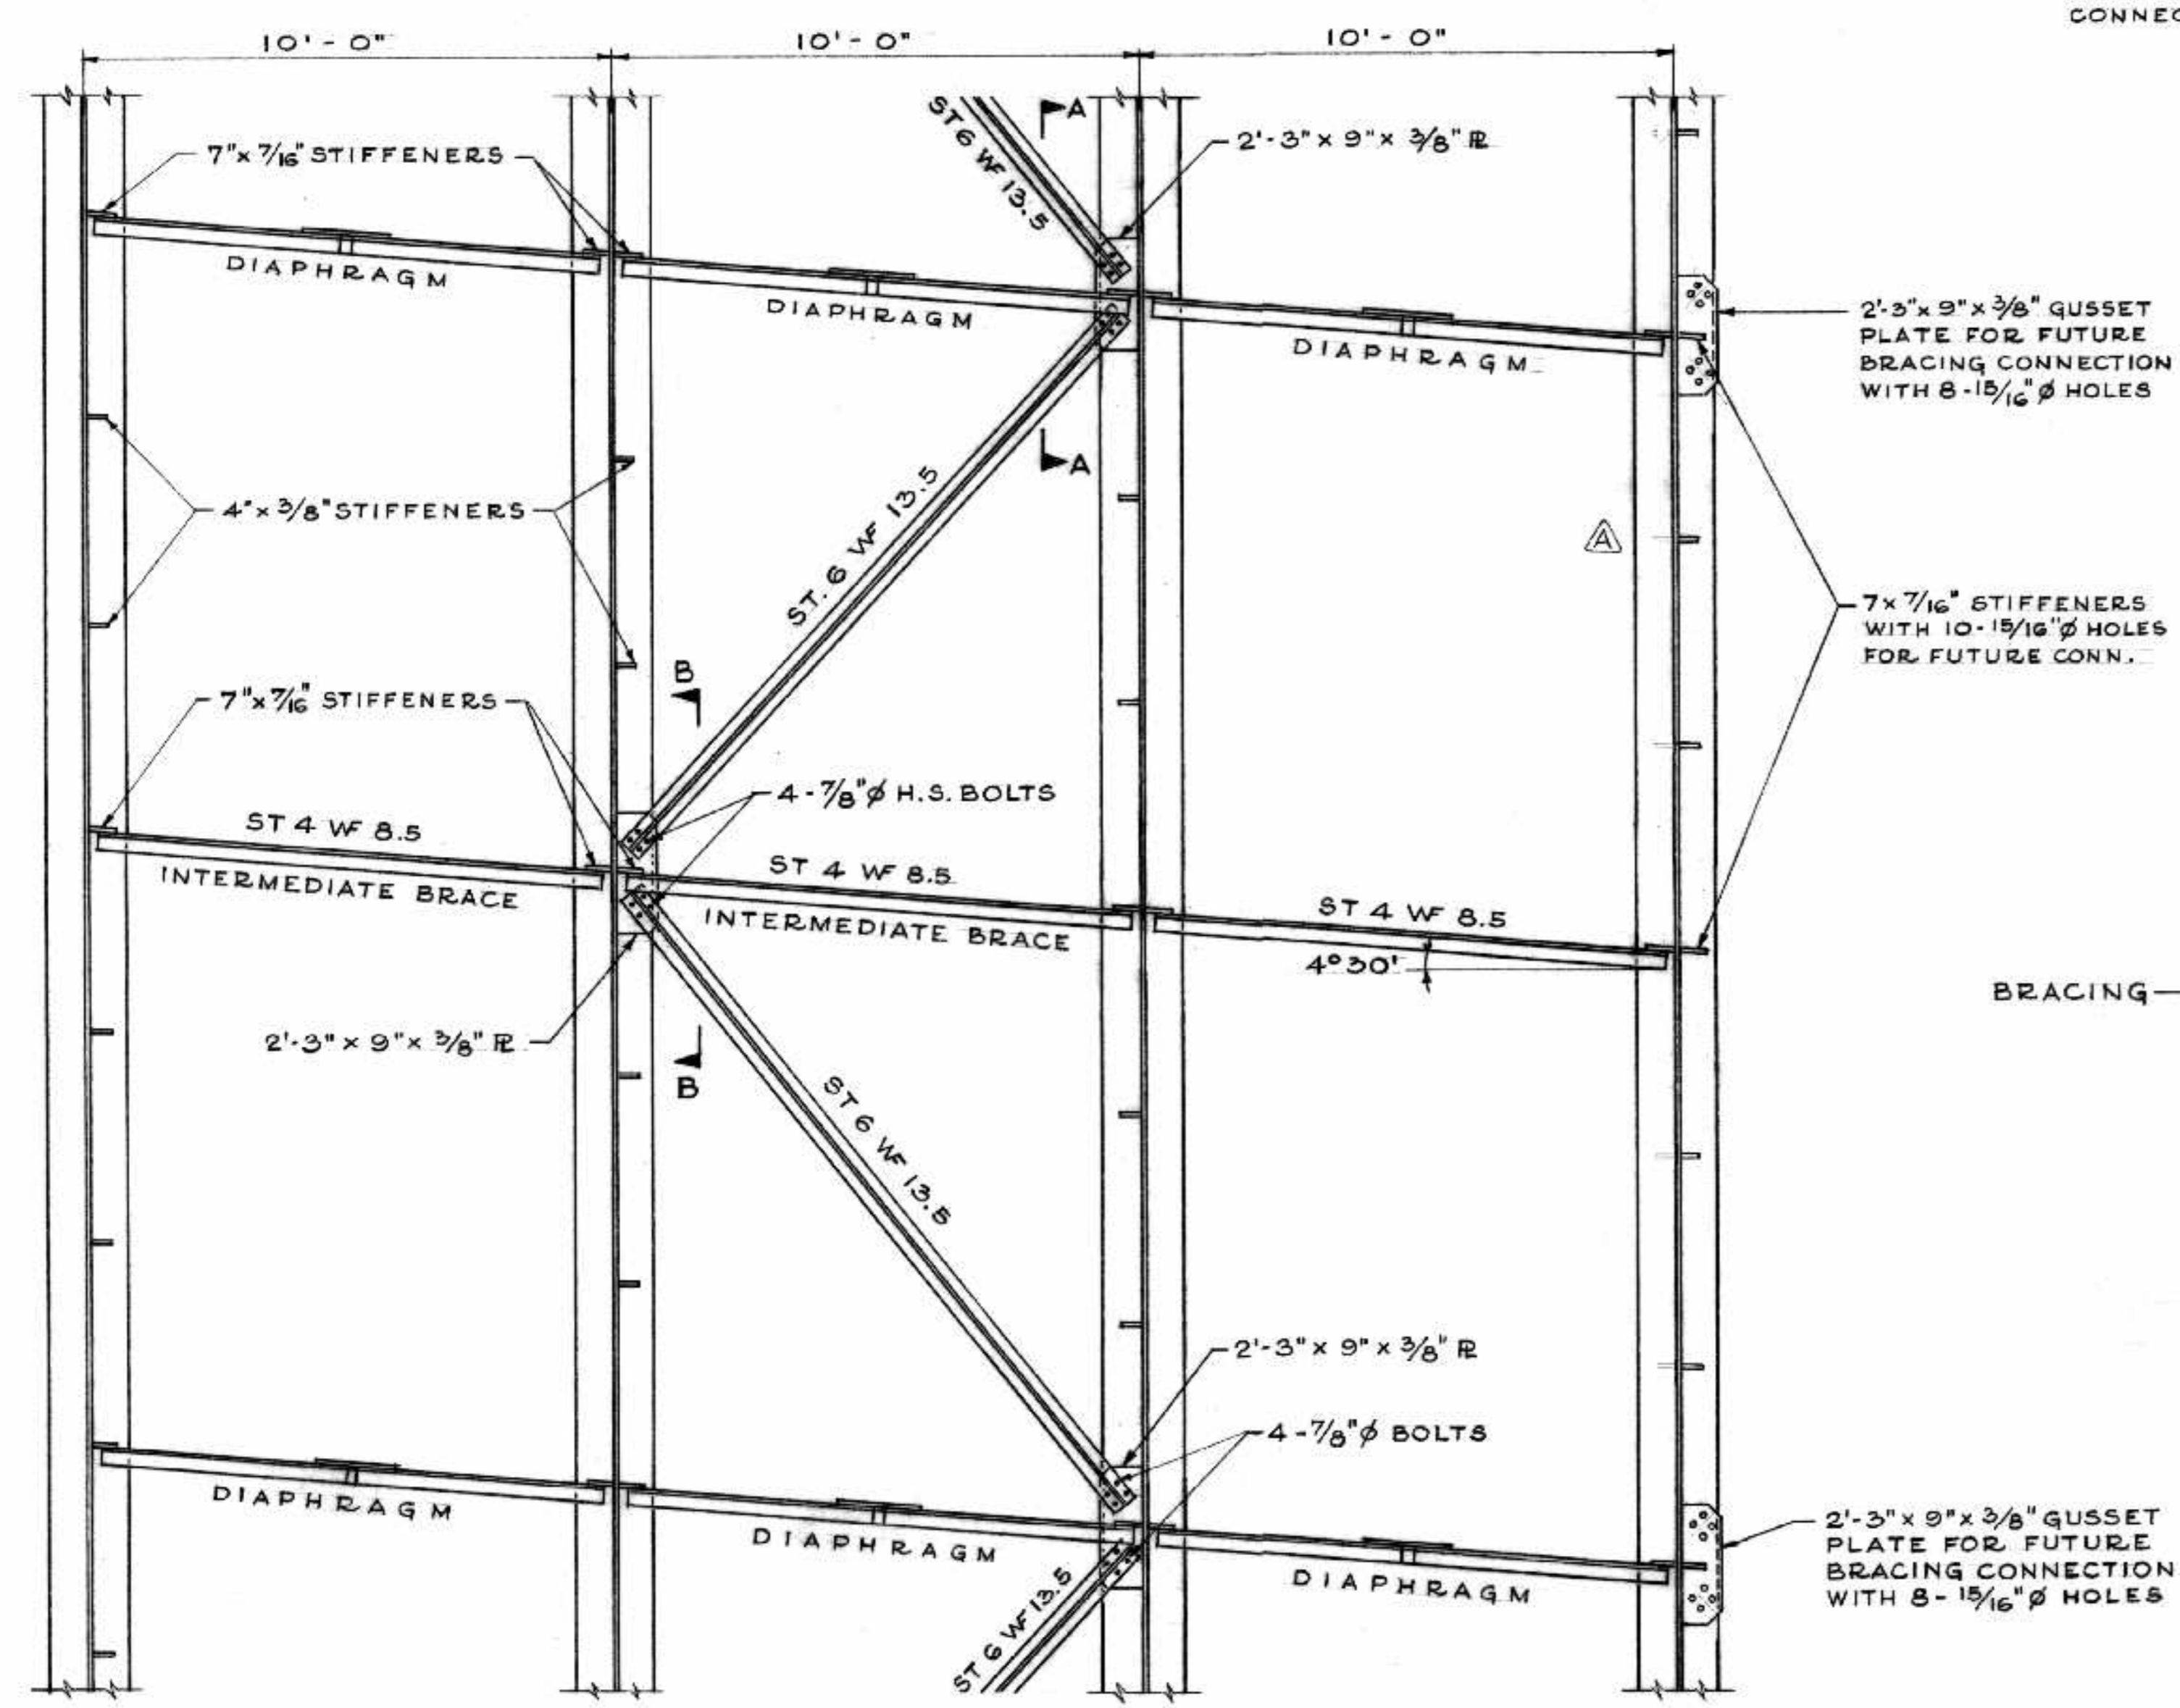 CONNEC
10'-0"
10'-0"
10'-0"
A
ST 6 WF 13.5
2'-3" x 9" x 3/8" PL
7" x 7/16" STIFFENERS
DIAPHRAGM
DIAPHRAGM
DIAPHRAGM
2'-3" x 9" x 3/8" GUSSET
PLATE FOR FUTURE
BRACING CONNECTION
WITH 8-15/16" Ø HOLES
A
4" x 3/8" STIFFENERS
ST. 6 WF 13.5
A
7 x 7/16" STIFFENERS
WITH 10-15/16" Ø HOLES
FOR FUTURE CONN.
B
7" x 7/16" STIFFENERS
4-7/8" Ø H.S. BOLTS
ST 4 WF 8.5
INTERMEDIATE BRACE
ST 4 WF 8.5
INTERMEDIATE BRACE
ST 4 WF 8.5
4°30'
BRACING
2'-3" x 9" x 3/8" PL
B
ST 6 WF 13.5
2'-3" x 9" x 3/8" PL
4-7/8" Ø BOLTS
DIAPHRAGM
DIAPHRAGM
DIAPHRAGM
2'-3" x 9" x 3/8" GUSSET
PLATE FOR FUTURE
BRACING CONNECTION
WITH 8-15/16" Ø HOLES
ST 6 WF 13.5